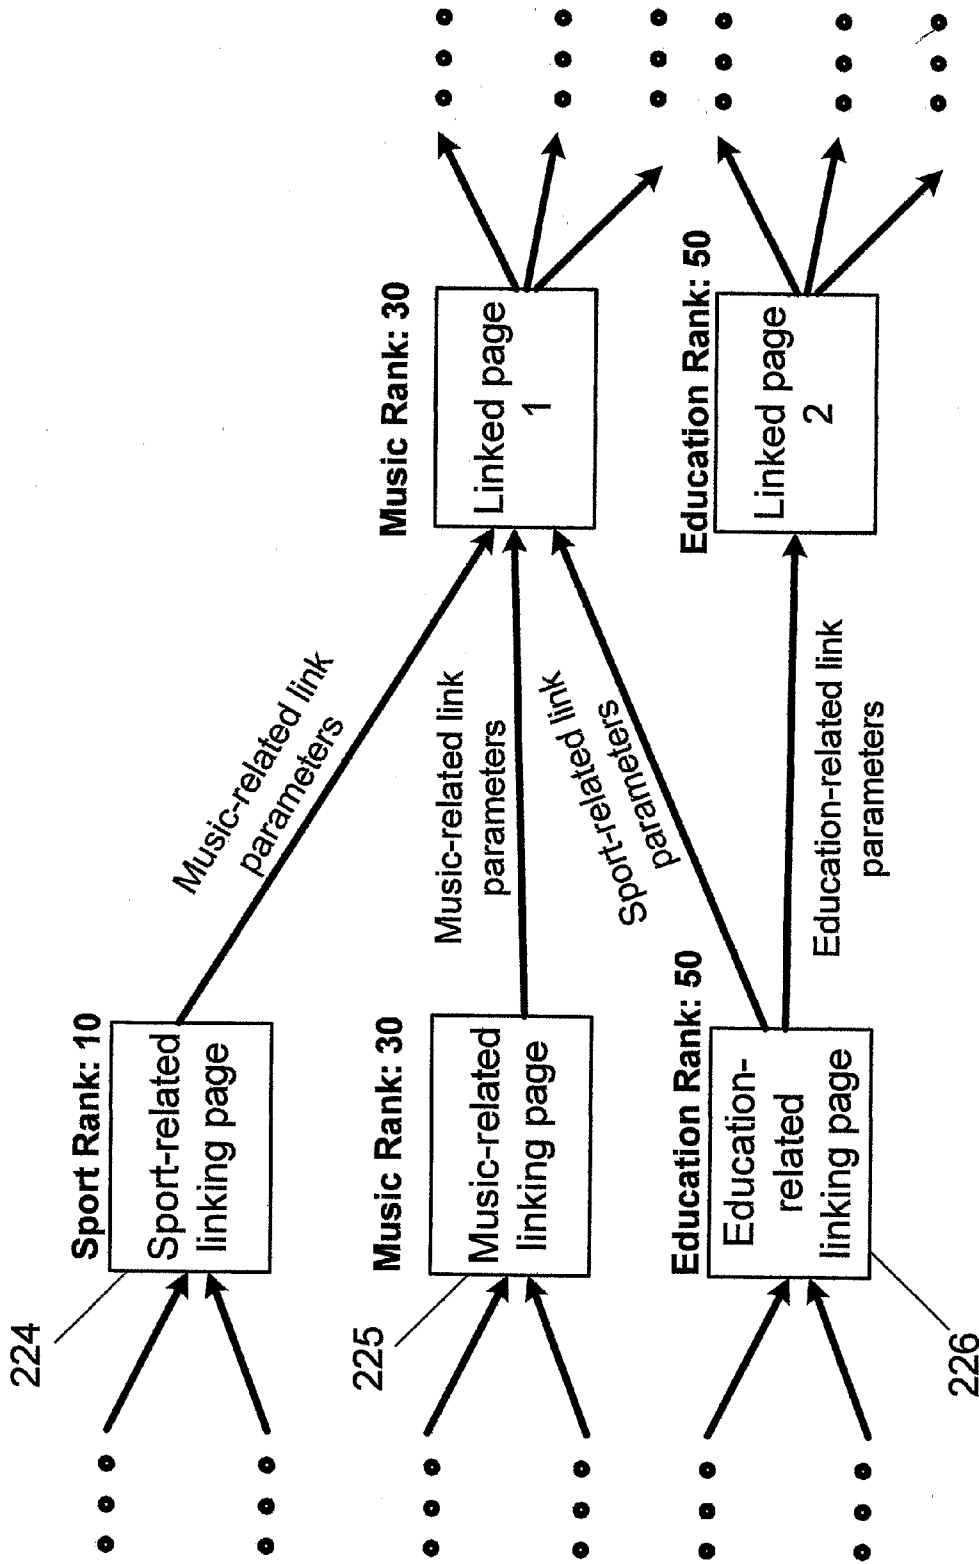 Sport Rank: 10
Sport-related
linking page
224
Music-related link
parameters
Music Rank: 30
Music-related
linking page
225
Music-related link
parameters
Music Rank: 30
Linked page
1
Sport-related link
parameters
Education Rank: 50
Education-
related
linking page
226
Education-related link
parameters
Education Rank: 50
Linked page
2